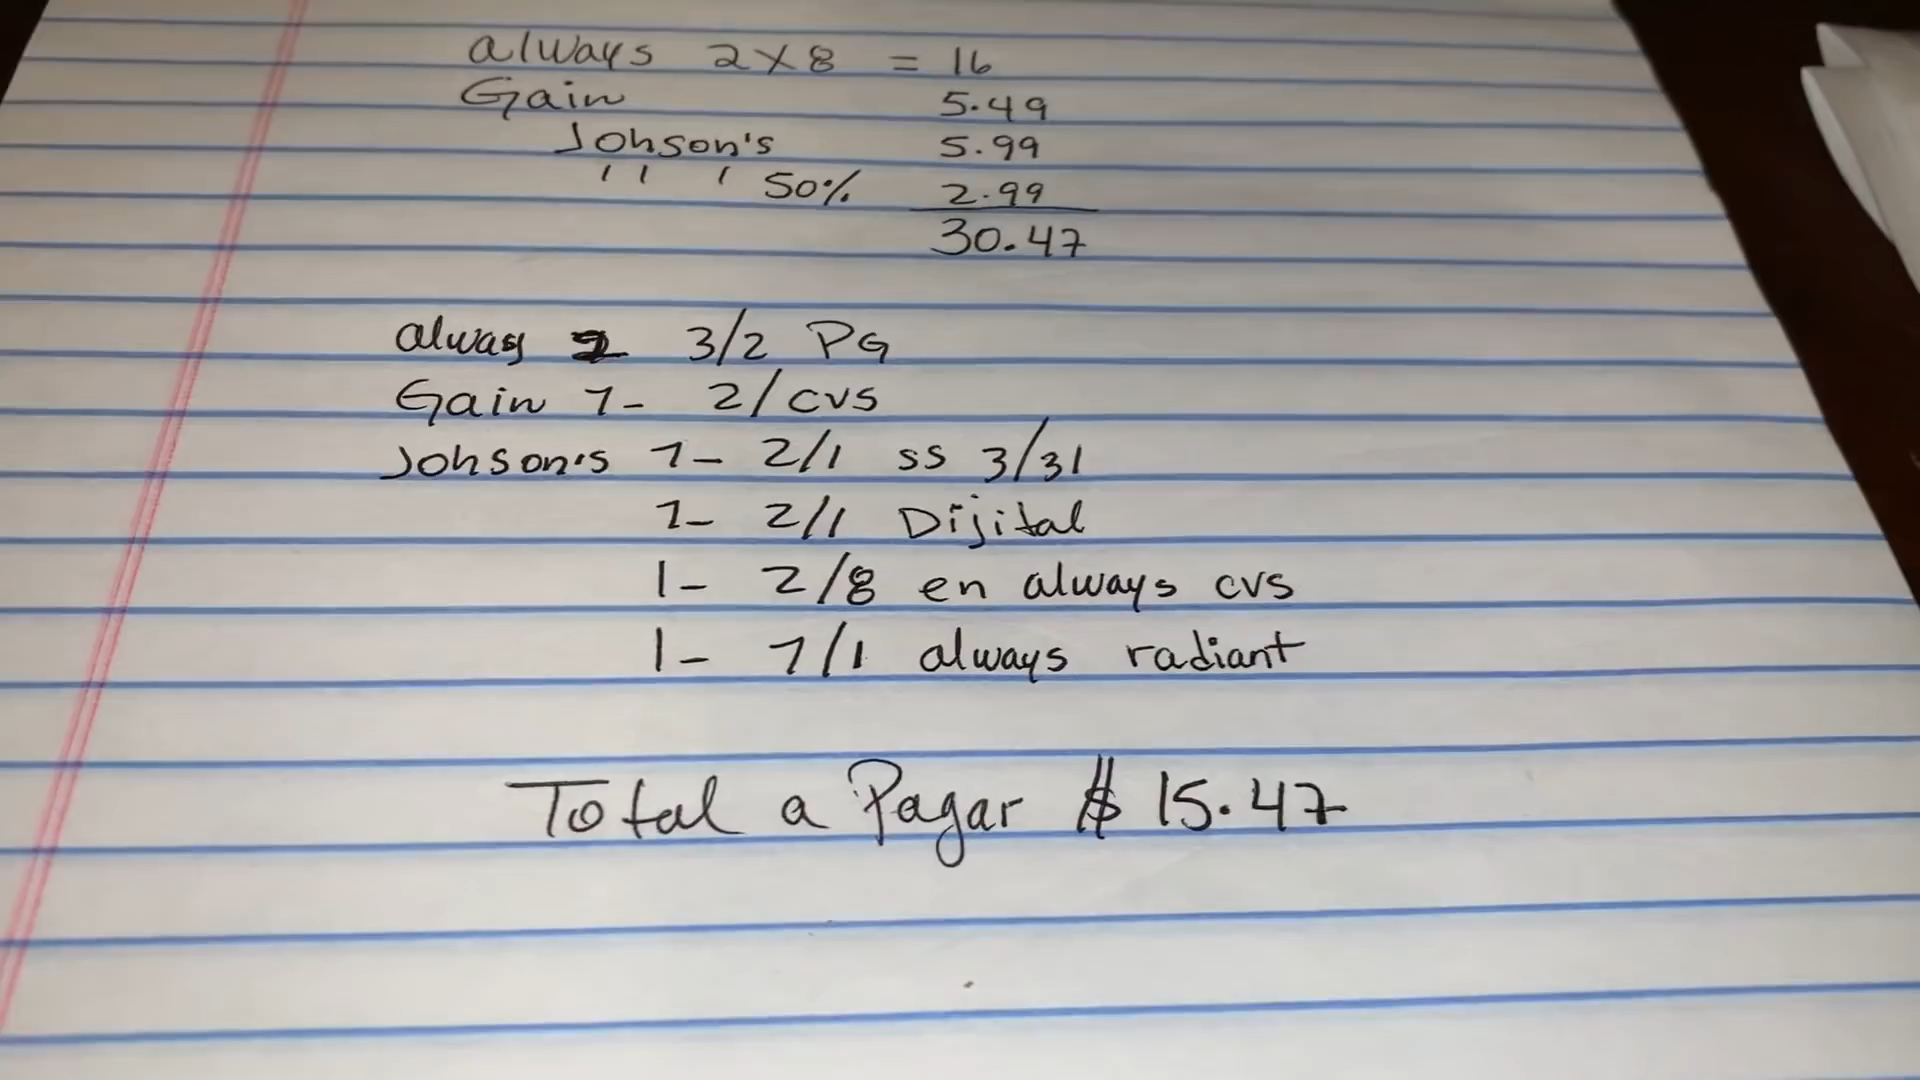 always 2x8 = 16
Gain 5.49
Johson's 5.99
" " 50% 2.99
30.47
alway 3/2 PG
Gain 1- 2/cvs
Johson's 1- 2/1 ss 3/31
1- 2/1 Dijital
1- 2/8 en always cvs
1- 1/1 always radiant
Total a Pagar $ 15.47